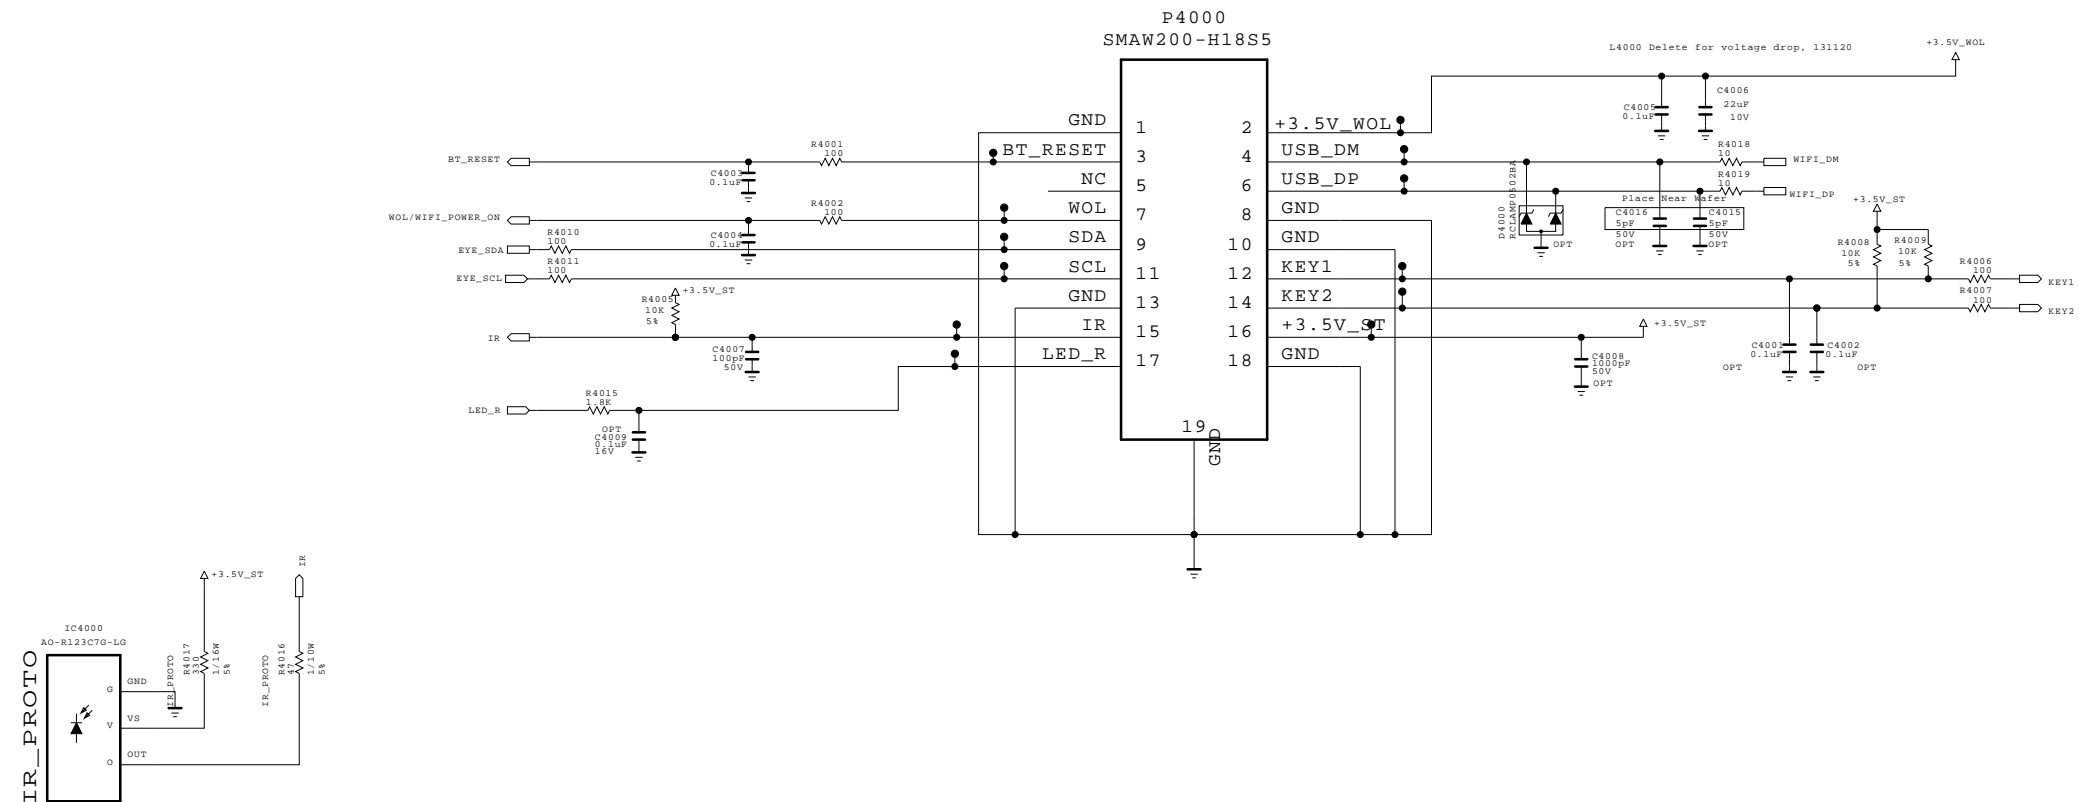 P4000
SMAW200-H18S5
L4000 Delete for voltage drop, 131120
+3.5V_WOL
GND
1
2
+3.5V_WOL
C4005
0.1uF
C4006
22uF
10V
BT_RESET
C4003
0.1uF
R4001
100
BT_RESET
3
4
USB_DM
R4018
10
WIFI_DM
NC
5
6
USB_DP
R4019
10
WIFI_DP
D4000
RCLAMP0502BA
OPT
Place Near Wafer
C4016
5pF
50V
OPT
C4015
5pF
50V
OPT
WOL/WIFI_POWER_ON
C4004
0.1uF
R4002
100
WOL
7
8
GND
EYE_SDA
R4010
100
SDA
9
10
GND
+3.5V_ST
R4008
10K
5%
R4009
10K
5%
EYE_SCL
R4011
100
SCL
11
12
KEY1
R4006
100
KEY1
GND
13
14
KEY2
R4007
100
KEY2
R4005
10K
5%
+3.5V_ST
IR
C4007
100pF
50V
IR
15
16
+3.5V_ST
+3.5V_ST
C4008
1000pF
50V
OPT
C4001
0.1uF
OPT
C4002
0.1uF
OPT
LED_R
17
18
GND
LED_R
R4015
1.8K
OPT
C4009
0.1uF
16V
19
GND
IR_PROTO
IC4000
AO-R123C7G-LG
G
GND
V
VS
O
OUT
+3.5V_ST
IR_PROTO
R4017
330
1/16W
5%
IR
IR_PROTO
R4016
47
1/10W
5%